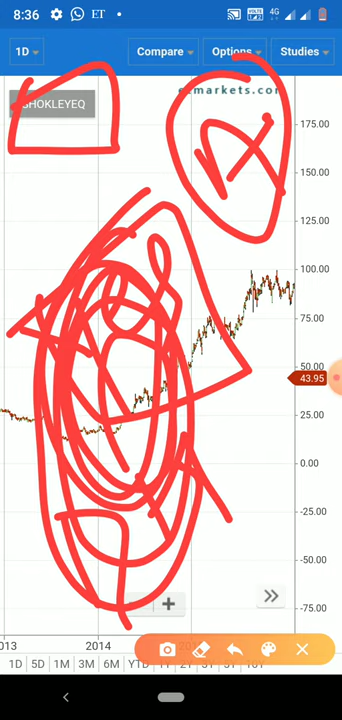 8:36 ET
4G
1D Compare Options Studies
SHOKLEYEQ
etmarkets.com
175.00
150.00
125.00
100.00
75.00
50.00
43.95
25.00
0.00
-25.00
-50.00
-75.00
2014
1D 5D 1M 3M 6M YTD 1Y